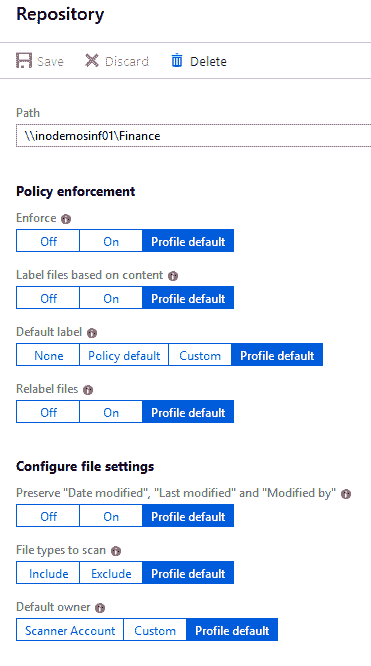 Repository
Save Discard Delete
Path
\\inodemosinf01\Finance
Policy enforcement
Enforce
Off On Profile default
Label files based on content
Off On Profile default
Default label
None Policy default Custom Profile default
Relabel files
Off On Profile default
Configure file settings
Preserve "Date modified", "Last modified" and "Modified by"
Off On Profile default
File types to scan
Include Exclude Profile default
Default owner
Scanner Account Custom Profile default